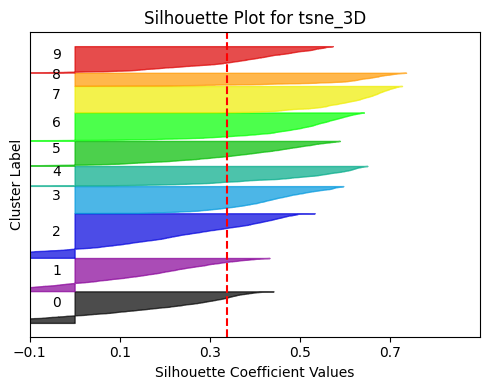 Silhouette Plot for tsne_3D
9
8
7
6
5
4
3
2
1
0
Cluster Label
-0.1 0.1 0.3 0.5 0.7
Silhouette Coefficient Values